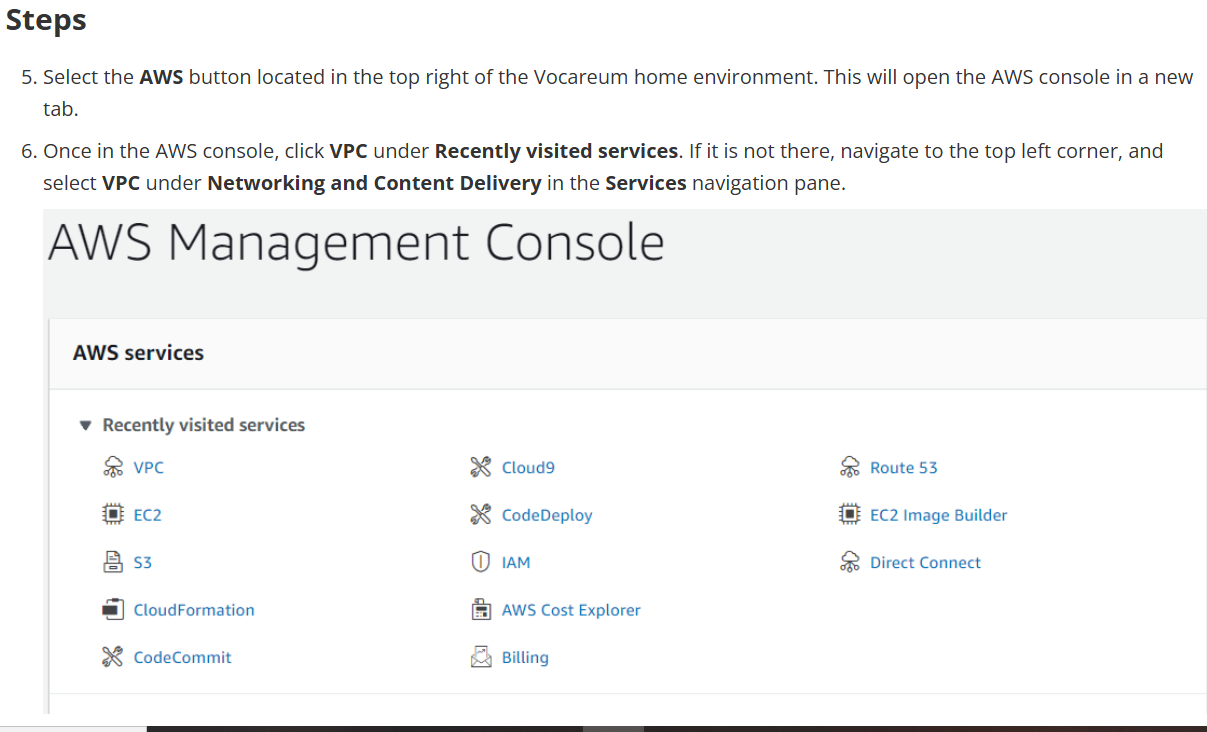 Steps
5. Select the AWS button located in the top right of the Vocareum home environment. This will open the AWS console in a new
tab.
6. Once in the AWS console, click VPC under Recently visited services. If it is not there, navigate to the top left corner, and
select VPC under Networking and Content Delivery in the Services navigation pane.
AWS Management Console
AWS services
▼ Recently visited services
VPC
Cloud9
Route 53
EC2
CodeDeploy
EC2 Image Builder
S3
IAM
Direct Connect
CloudFormation
AWS Cost Explorer
CodeCommit
Billing